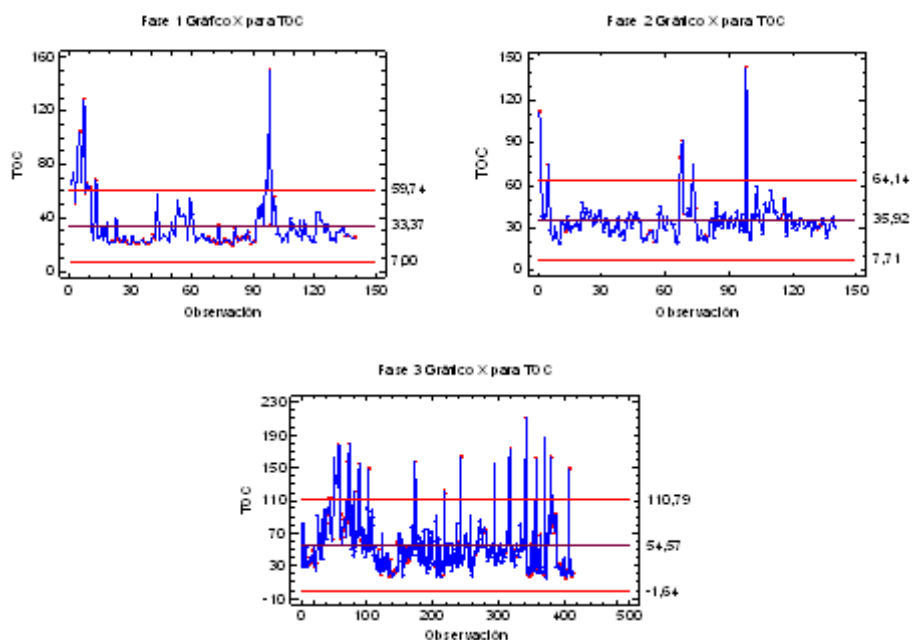 Fase 1 Gráfico X para TOC
160
120
80
40
0
TOC
59,74
33,37
7,00
0 30 60 90 120 150
Observación
Fase 2 Gráfico X para TOC
150
120
90
60
30
0
TOC
64,14
35,92
7,71
0 30 60 90 120 150
Observación
Fase 3 Gráfico X para TOC
230
190
150
110
70
30
-10
TOC
110,79
54,57
-1,64
0 100 200 300 400 500
Observación